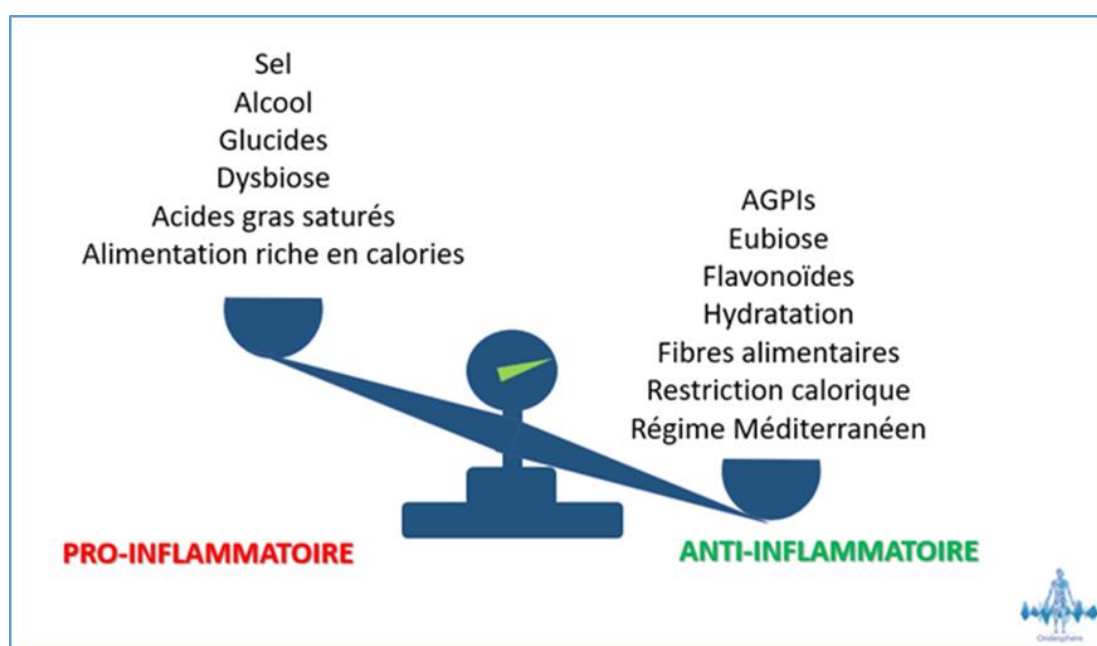 Sel
Alcool
Glucides
Dysbiose
Acides gras saturés
Alimentation riche en calories
AGPIs
Eubiose
Flavonoïdes
Hydratation
Fibres alimentaires
Restriction calorique
Régime Méditerranéen
PRO-INFLAMMATOIRE
ANTI-INFLAMMATOIRE
Ondesphere